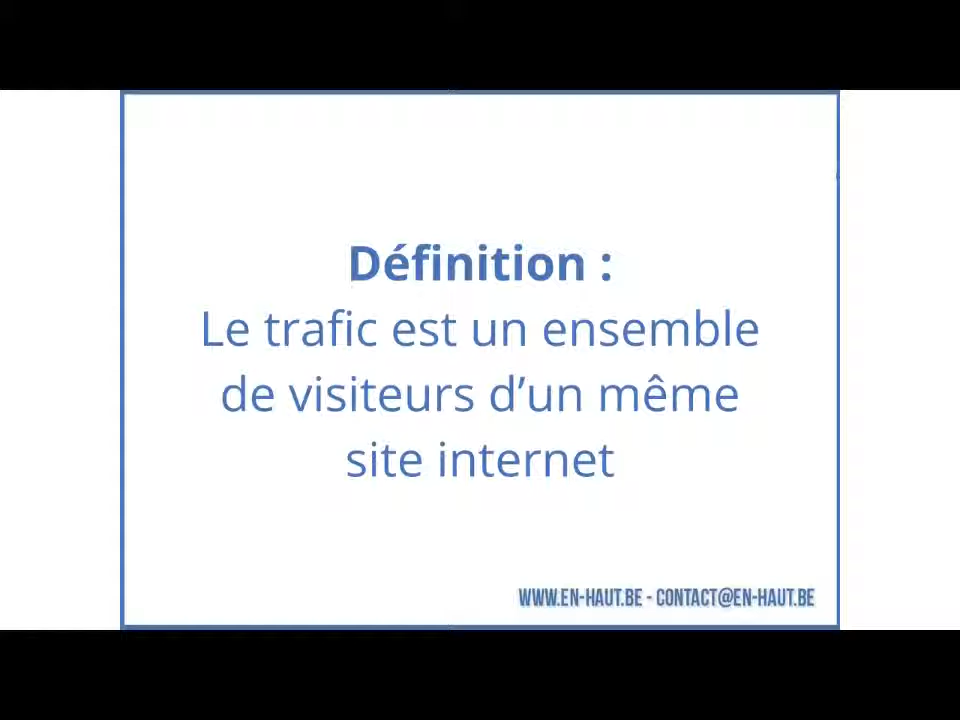 Définition :
Le trafic est un ensemble
de visiteurs d’un même
site internet
WWW.EN-HAUT.BE - CONTACT@EN-HAUT.BE